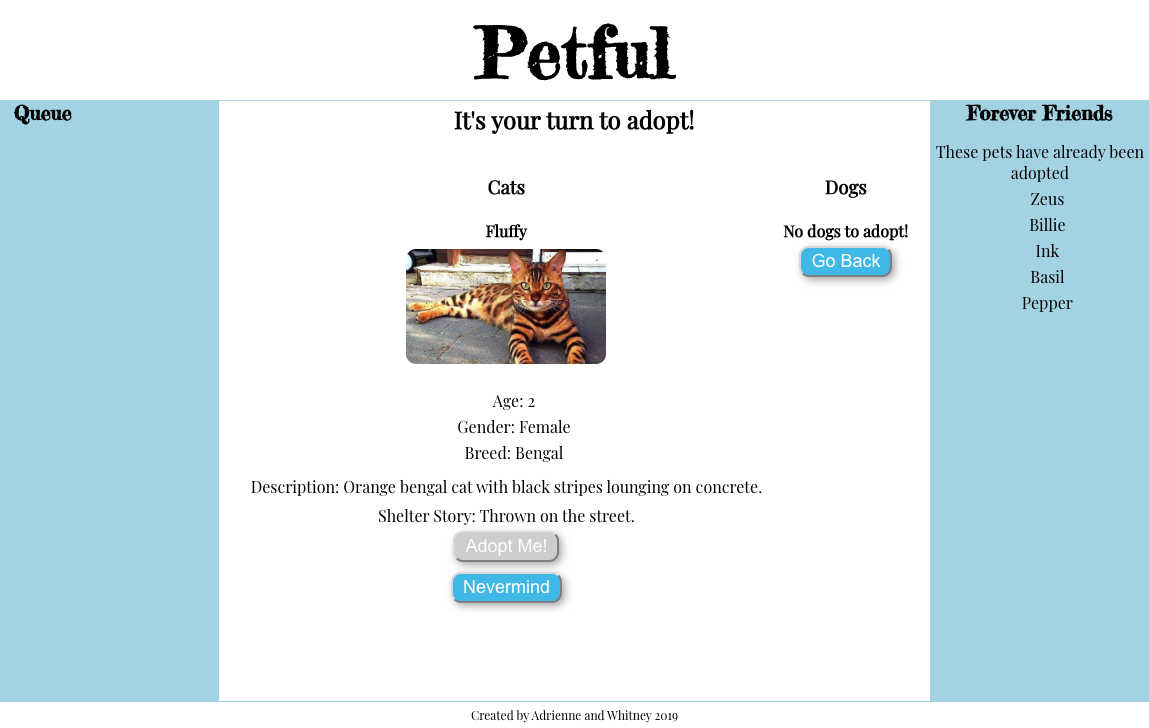 Petful
Queue
It's your turn to adopt!
Cats
Fluffy
Age: 2
Gender: Female
Breed: Bengal
Description: Orange bengal cat with black stripes lounging on concrete.
Shelter Story: Thrown on the street.
Adopt Me!
Nevermind
Dogs
No dogs to adopt!
Go Back
Forever Friends
These pets have already been
adopted
Zeus
Billie
Ink
Basil
Pepper
Created by Adrienne and Whitney 2019